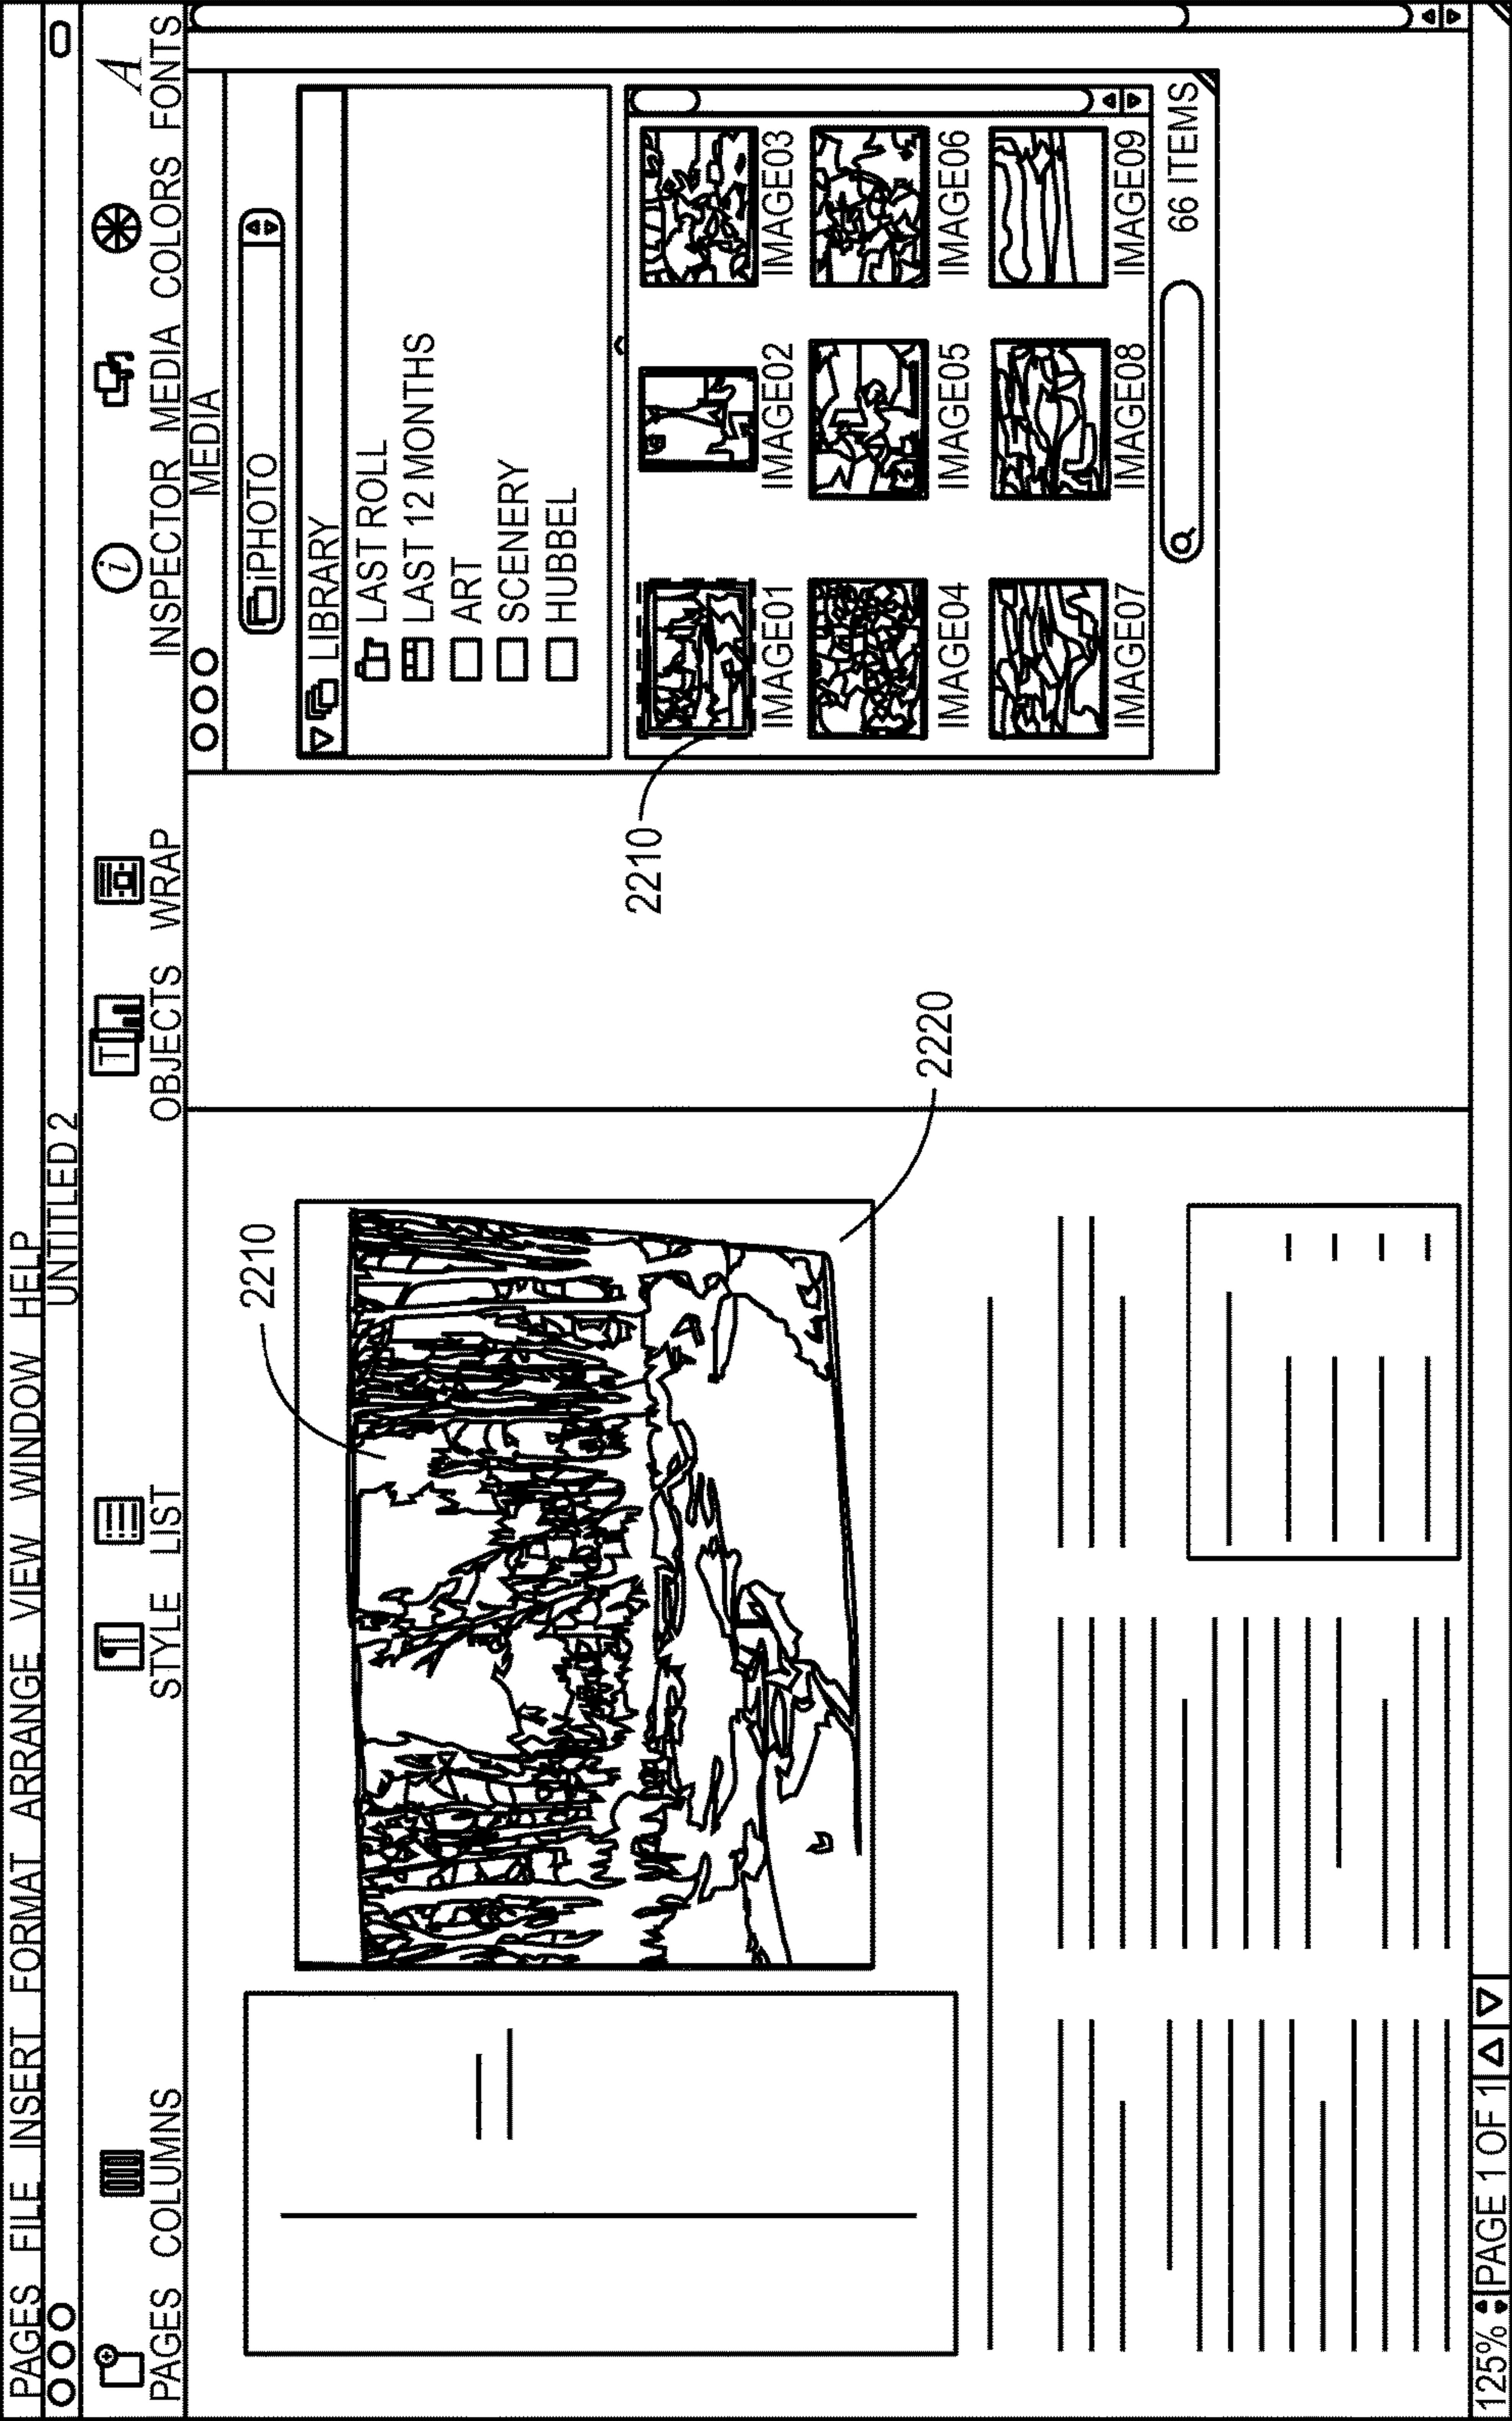 PAGES FILE INSERT FORMAT ARRANGE VIEW WINDOW HELP
UNTITLED 2
PAGES COLUMNS STYLE LIST OBJECTS WRAP INSPECTOR MEDIA COLORS FONTS
MEDIA
iPHOTO
LIBRARY
LAST ROLL
LAST 12 MONTHS
ART
SCENERY
HUBBEL
IMAGE01 IMAGE02 IMAGE03
IMAGE04 IMAGE05 IMAGE06
IMAGE07 IMAGE08 IMAGE09
66 ITEMS
2210
2210
2220
125% PAGE 1 OF 1